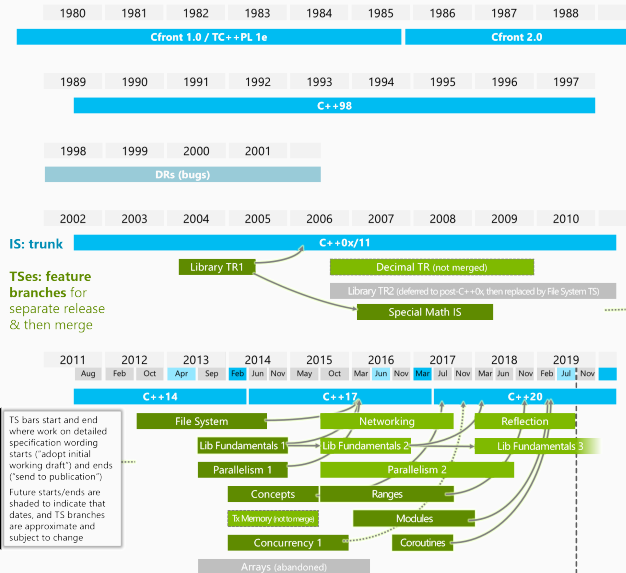 1980 1981 1982 1983 1984 1985 1986 1987 1988
Cfront 1.0 / TC++PL 1e Cfront 2.0
1989 1990 1991 1992 1993 1994 1995 1996 1997
C++98
1998 1999 2000 2001
DRs (bugs)
2002 2003 2004 2005 2006 2007 2008 2009 2010
IS: trunk C++0x/11
Library TR1 Decimal TR (not merged)
TSes: feature
branches for
separate release
& then merge
Library TR2 (deferred to post-C++0x, then replaced by File System TS)
Special Math IS
2011 2012 2013 2014 2015 2016 2017 2018 2019
Aug Feb Oct Apr Sep Feb Jun Nov May Oct Mar Jun Nov Mar Jul Nov Mar Jun Nov Feb Jul Nov
C++14 C++17 C++20
TS bars start and end
where work on detailed
specification wording
starts (“adopt initial
working draft”) and ends
(“send to publication”)
Future starts/ends are
shaded to indicate that
dates, and TS branches
are approximate and
subject to change
File System Networking Reflection
Lib Fundamentals 1 Lib Fundamentals 2 Lib Fundamentals 3
Parallelism 1 Parallelism 2
Concepts Ranges
Tx Memory (not to merge) Modules
Concurrency 1 Coroutines
Arrays (abandoned)